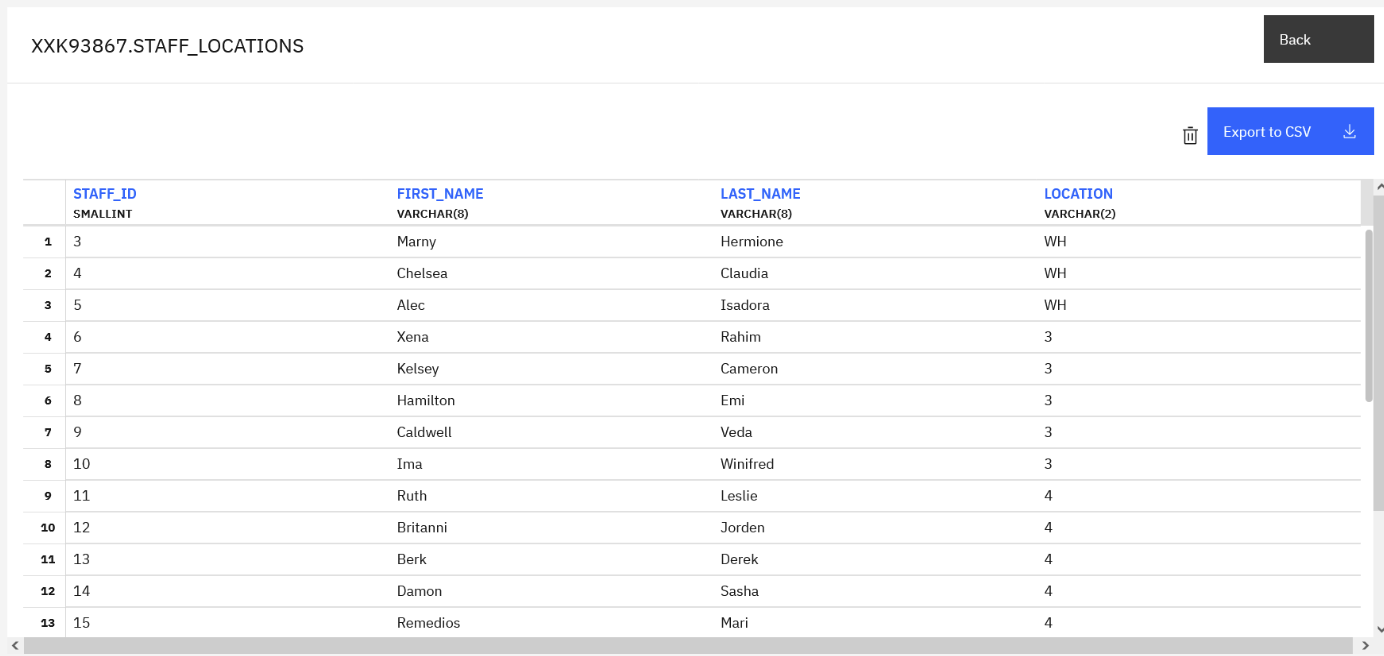 XXK93867.STAFF_LOCATIONS
Back
Export to CSV
STAFF_ID FIRST_NAME LAST_NAME LOCATION
SMALLINT VARCHAR(8) VARCHAR(8) VARCHAR(2)
1 3 Marny Hermione WH
2 4 Chelsea Claudia WH
3 5 Alec Isadora WH
4 6 Xena Rahim 3
5 7 Kelsey Cameron 3
6 8 Hamilton Emi 3
7 9 Caldwell Veda 3
8 10 Ima Winifred 3
9 11 Ruth Leslie 4
10 12 Britanni Jorden 4
11 13 Berk Derek 4
12 14 Damon Sasha 4
13 15 Remedios Mari 4